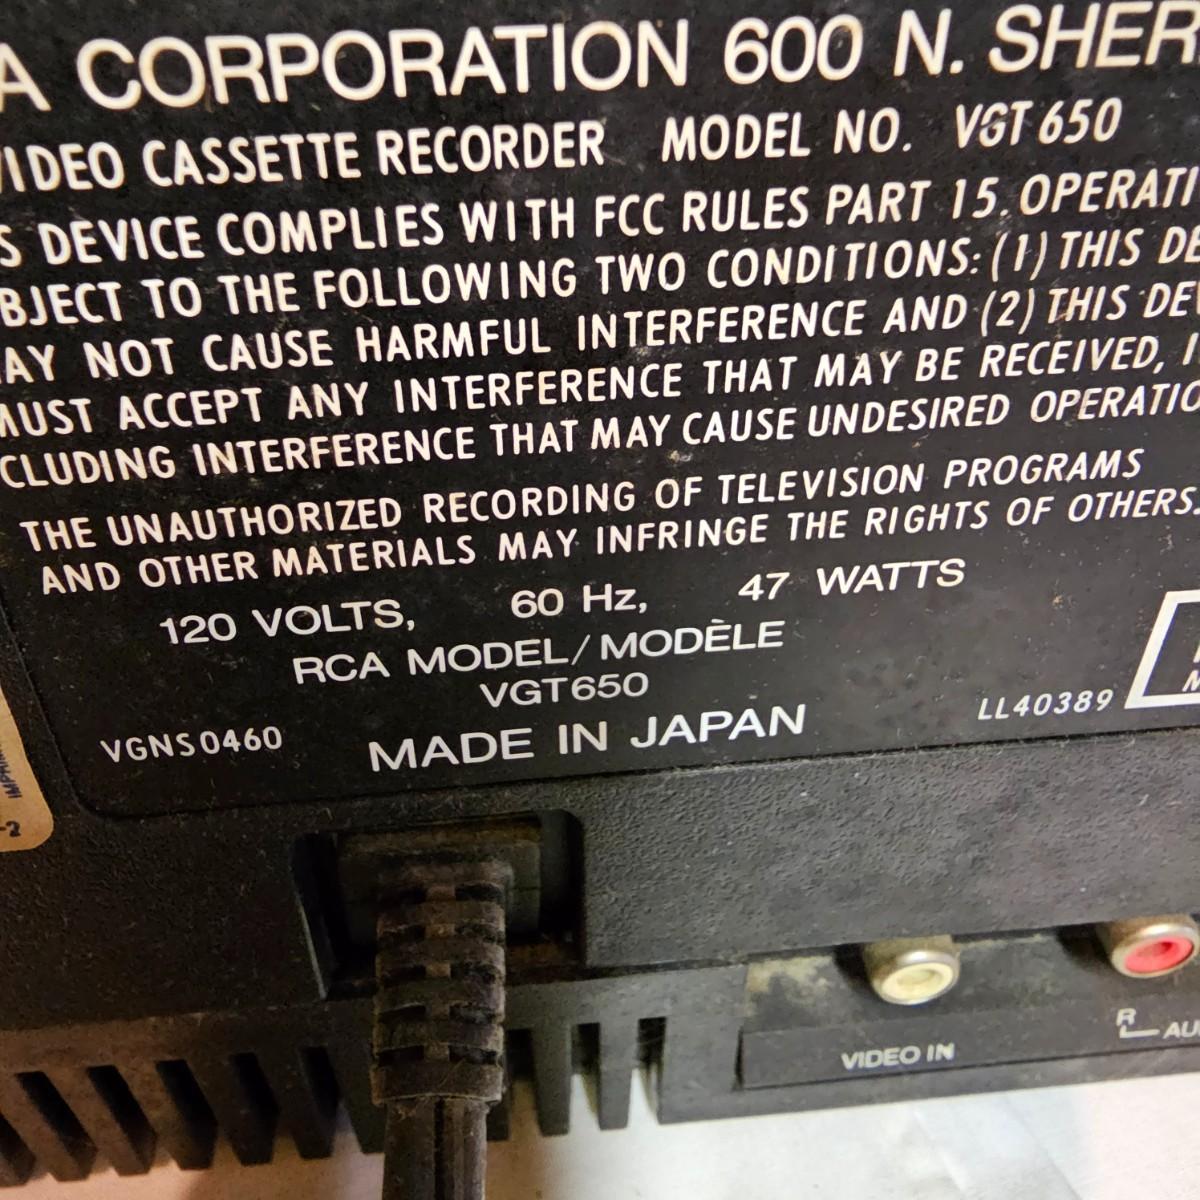 A CORPORATION 600 N. SHER
VIDEO CASSETTE RECORDER MODEL NO. VGT 650
S DEVICE COMPLIES WITH FCC RULES PART 15. OPERATI
BJECT TO THE FOLLOWING TWO CONDITIONS: (1) THIS DE
AY NOT CAUSE HARMFUL INTERFERENCE AND (2) THIS DEV
MUST ACCEPT ANY INTERFERENCE THAT MAY BE RECEIVED, I
CLUDING INTERFERENCE THAT MAY CAUSE UNDESIRED OPERATIO
THE UNAUTHORIZED RECORDING OF TELEVISION PROGRAMS
AND OTHER MATERIALS MAY INFRINGE THE RIGHTS OF OTHERS.
120 VOLTS, 60 Hz, 47 WATTS
RCA MODEL/MODÈLE
VGT650
VGNS0460
MADE IN JAPAN
LL40389
-2
VIDEO IN
R
AU